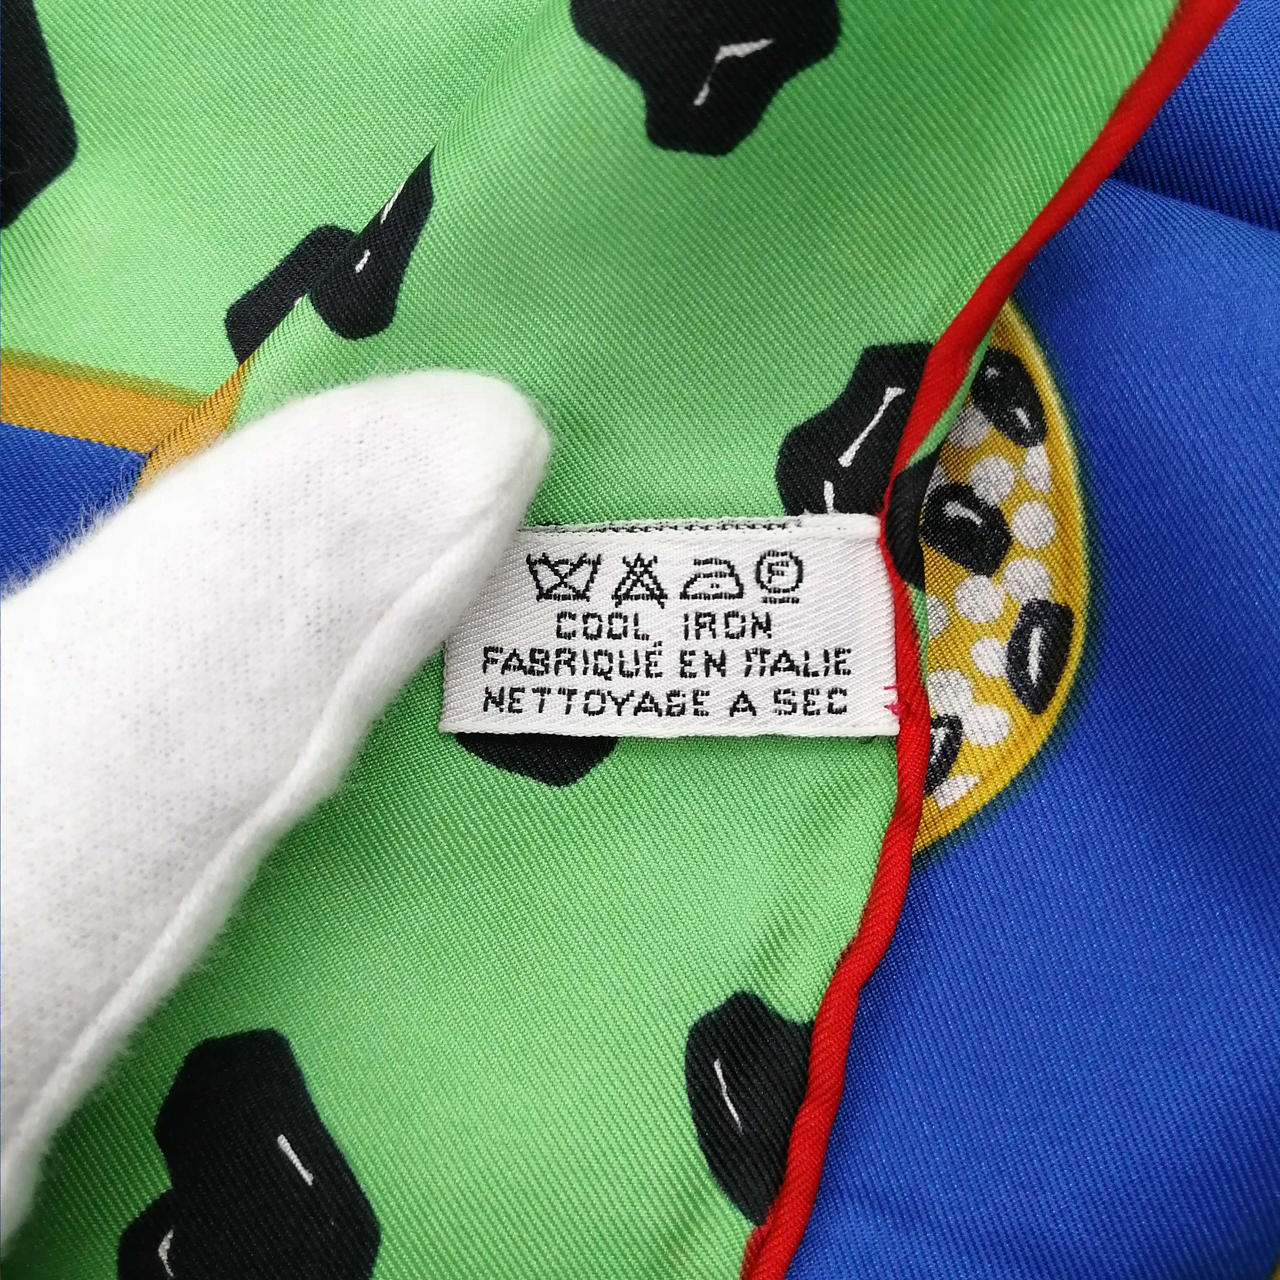 F
COOL IRON
FABRIQUÉ EN ITALIE
NETTOYAGE A SEC